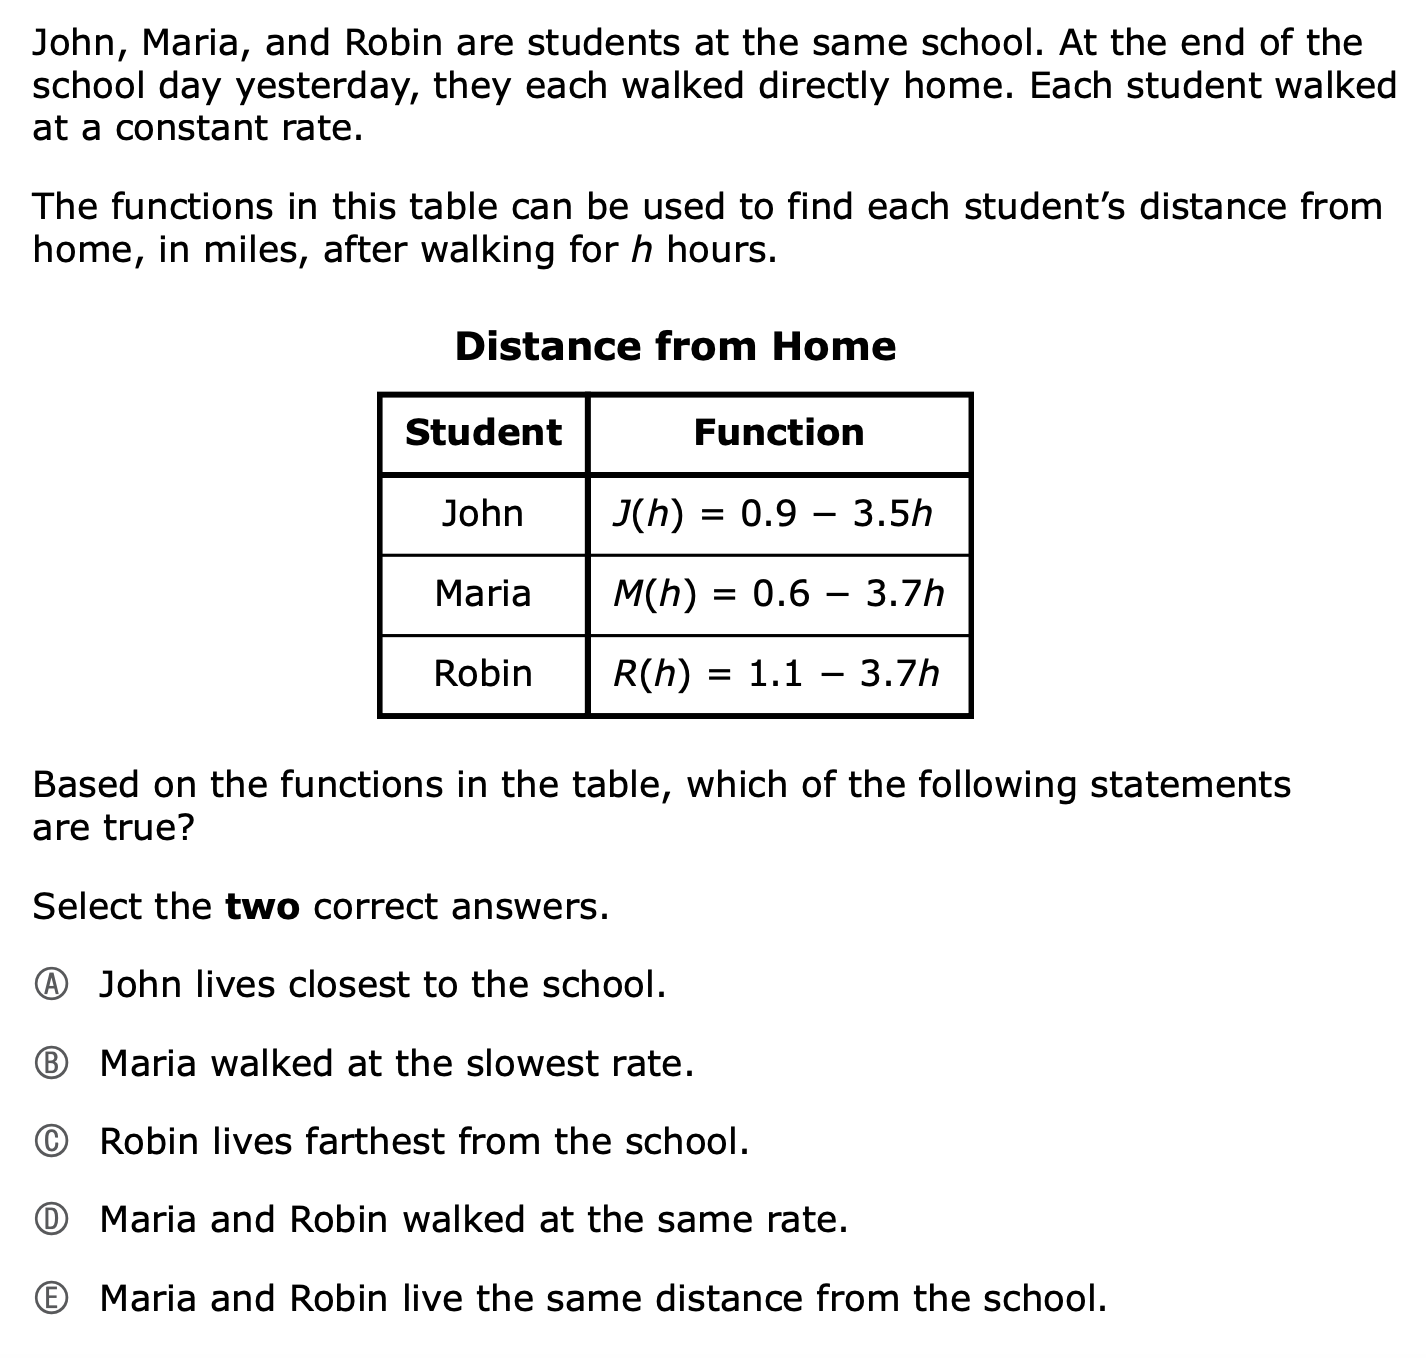 John, Maria, and Robin are students at the same school. At the end of the
school day yesterday, they each walked directly home. Each student walked
at a constant rate.
The functions in this table can be used to find each student’s distance from
home, in miles, after walking for h hours.
Distance from Home
Student Function
John J(h) = 0.9 – 3.5h
Maria M(h) = 0.6 – 3.7h
Robin R(h) = 1.1 – 3.7h
Based on the functions in the table, which of the following statements
are true?
Select the two correct answers.
Ⓐ John lives closest to the school.
Ⓑ Maria walked at the slowest rate.
Ⓒ Robin lives farthest from the school.
Ⓓ Maria and Robin walked at the same rate.
Ⓔ Maria and Robin live the same distance from the school.